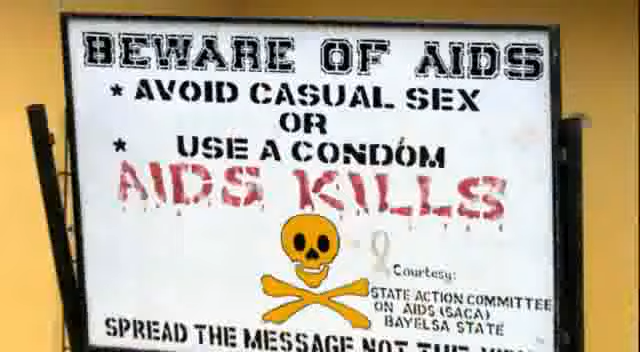 BEWARE OF AIDS
* AVOID CASUAL SEX
OR
* USE A CONDOM
AIDS KILLS
Courtesy:
STATE ACTION COMMITTEE
ON AIDS (SACA)
BAYELSA STATE
SPREAD THE MESSAGE NOT THE